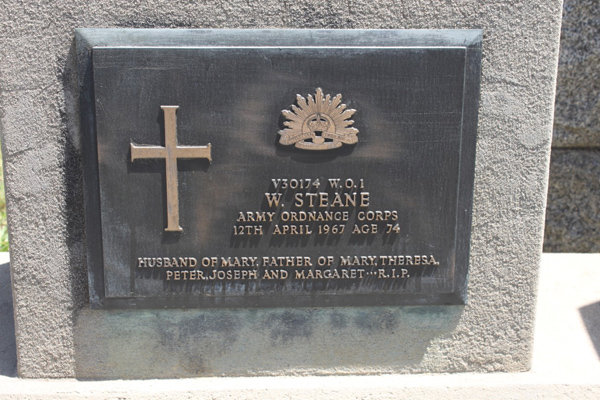 V30174 W.O.1
W. STEANE
ARMY ORDNANCE CORPS
12TH APRIL 1967 AGE 74
HUSBAND OF MARY, FATHER OF MARY, THERESA,
PETER, JOSEPH AND MARGARET···R.I.P.